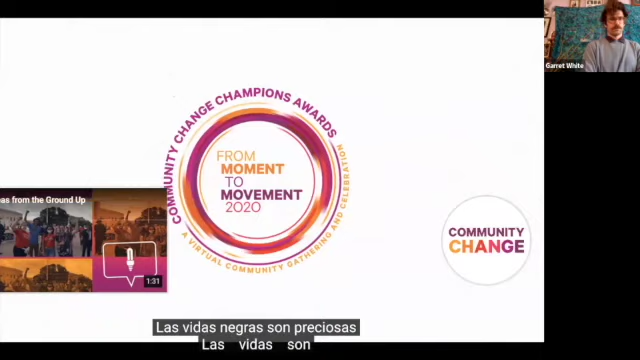 Garret White
COMMUNITY CHANGE CHAMPIONS AWARDS
FROM
MOMENT
TO
MOVEMENT
2020
A VIRTUAL COMMUNITY GATHERING AND CELEBRATION
eas from the Ground Up
1:31
COMMUNITY
CHANGE
Las vidas negras son preciosas
Las vidas son